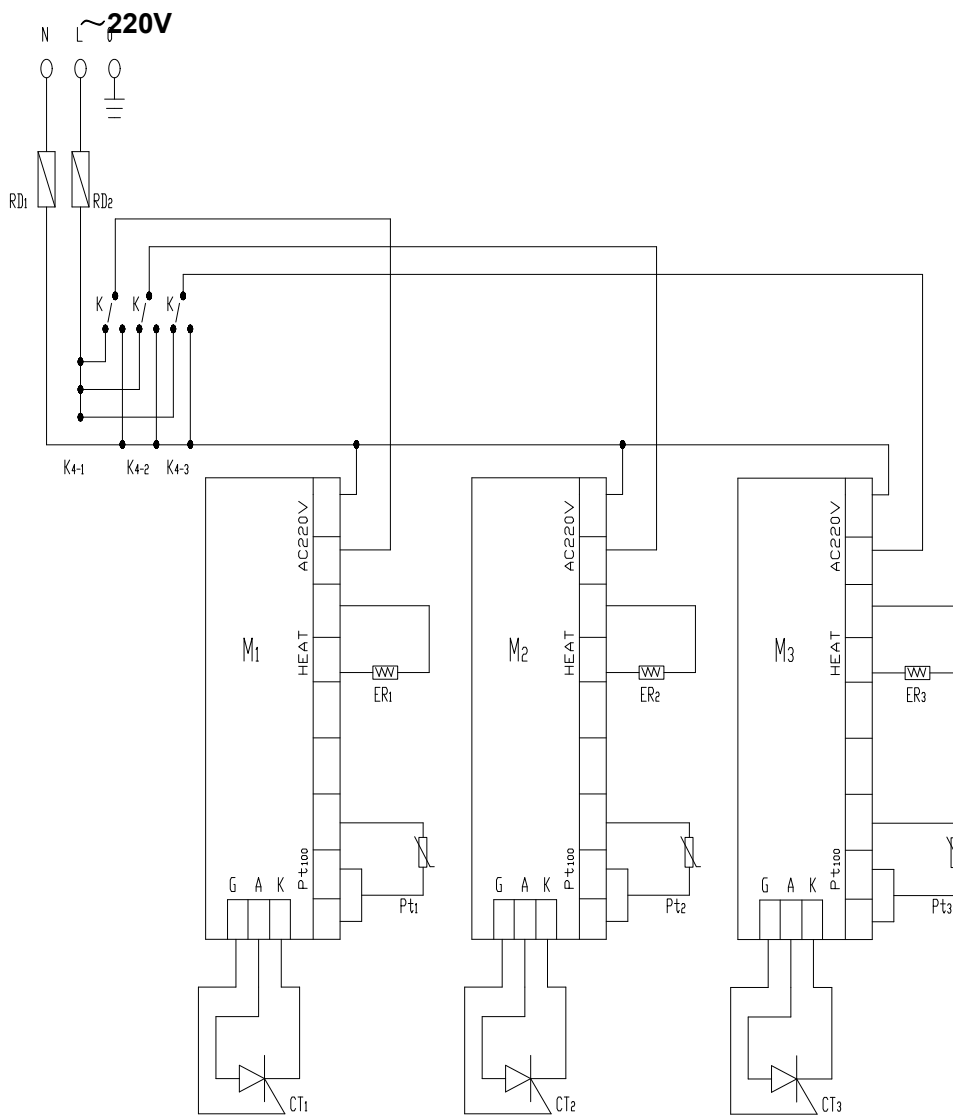 ~220V
N L 0
RD1 RD2
K K K
K4-1 K4-2 K4-3
AC220V AC220V AC220V
M1 HEAT M2 HEAT M3 HEAT
ER1 ER2 ER3
Pt100 Pt100 Pt100
G A K G A K G A K
Pt1 Pt2 Pt3
CT1 CT2 CT3